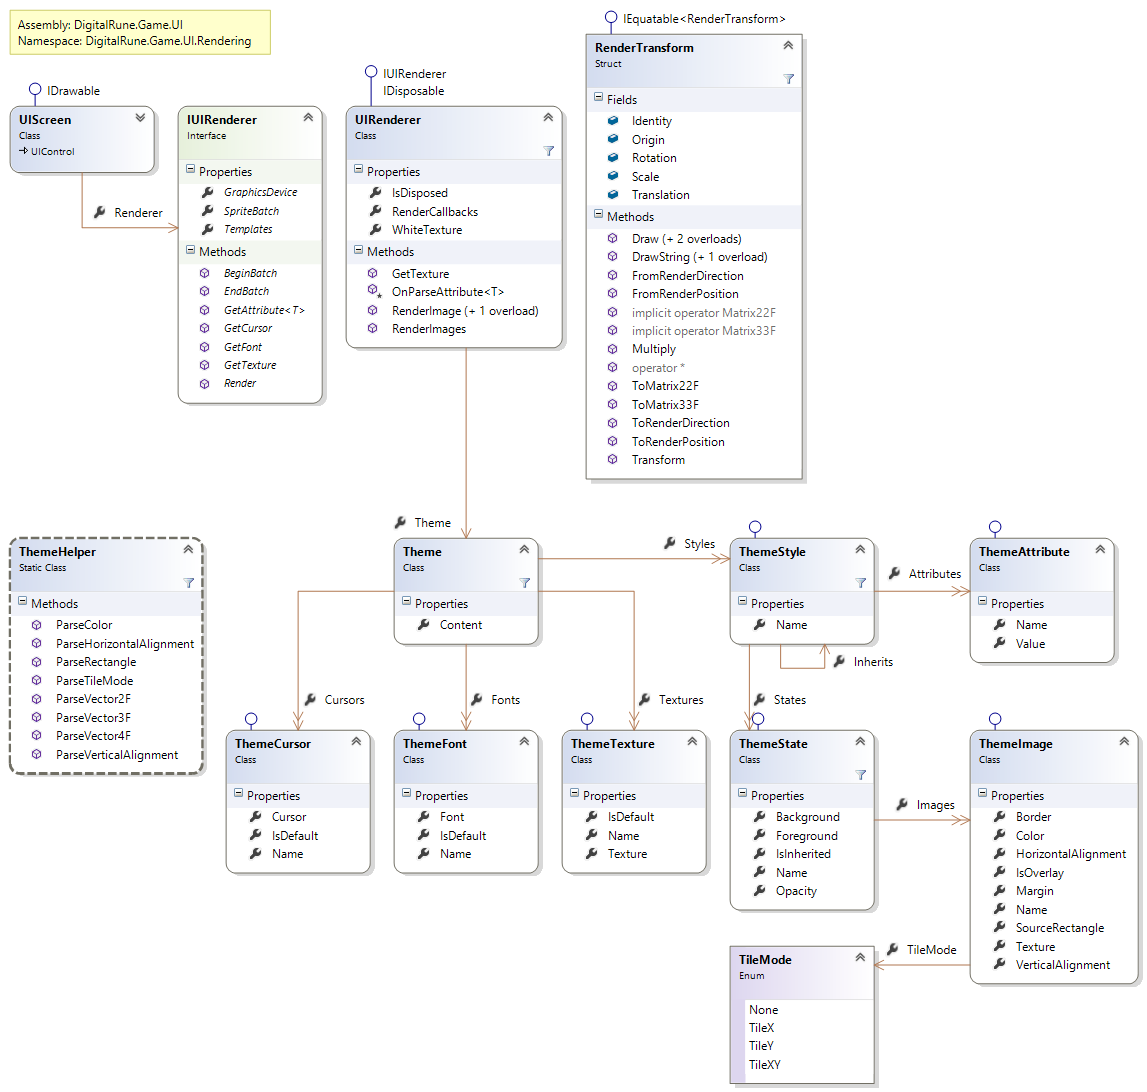 Assembly: DigitalRune.Game.UI
Namespace: DigitalRune.Game.UI.Rendering
IDrawable
UIScreen
Class
UIControl
Renderer
IUIRenderer
Interface
Properties
GraphicsDevice
SpriteBatch
Templates
Methods
BeginBatch
EndBatch
GetAttribute<T>
GetCursor
GetFont
GetTexture
Render
IUIRenderer
IDisposable
UIRenderer
Class
Properties
IsDisposed
RenderCallbacks
WhiteTexture
Methods
GetTexture
OnParseAttribute<T>
RenderImage (+ 1 overload)
RenderImages
IEquatable<RenderTransform>
RenderTransform
Struct
Fields
Identity
Origin
Rotation
Scale
Translation
Methods
Draw (+ 2 overloads)
DrawString (+ 1 overload)
FromRenderDirection
FromRenderPosition
implicit operator Matrix22F
implicit operator Matrix33F
Multiply
operator *
ToMatrix22F
ToMatrix33F
ToRenderDirection
ToRenderPosition
Transform
ThemeHelper
Static Class
Methods
ParseColor
ParseHorizontalAlignment
ParseRectangle
ParseTileMode
ParseVector2F
ParseVector3F
ParseVector4F
ParseVerticalAlignment
Theme
Theme
Class
Properties
Content
Styles
ThemeStyle
Class
Properties
Name
Attributes
ThemeAttribute
Class
Properties
Name
Value
Inherits
Cursors
Fonts
Textures
States
ThemeCursor
Class
Properties
Cursor
IsDefault
Name
ThemeFont
Class
Properties
Font
IsDefault
Name
ThemeTexture
Class
Properties
IsDefault
Name
Texture
ThemeState
Class
Properties
Background
Foreground
IsInherited
Name
Opacity
Images
ThemeImage
Class
Properties
Border
Color
HorizontalAlignment
IsOverlay
Margin
Name
SourceRectangle
Texture
VerticalAlignment
TileMode
TileMode
Enum
None
TileX
TileY
TileXY